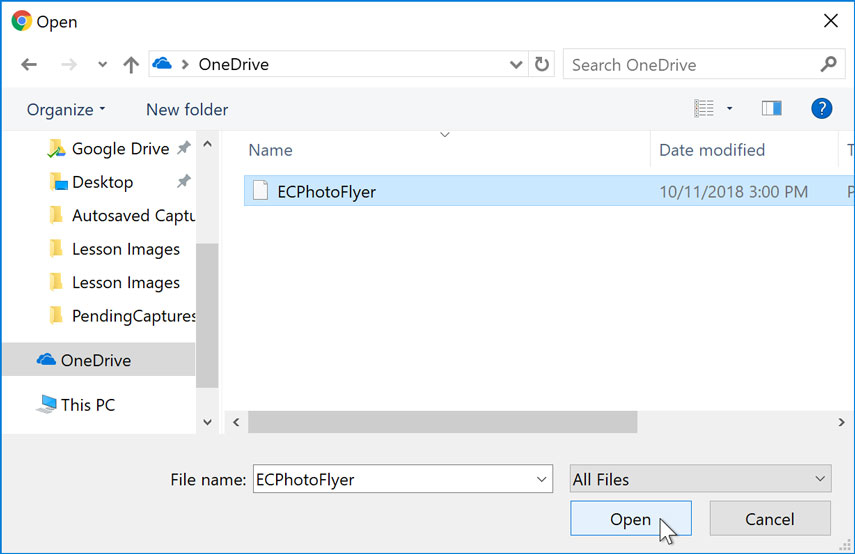 Open
OneDrive
Search OneDrive
Organize
New folder
?
Google Drive
Desktop
Autosaved Captu
Lesson Images
Lesson Images
PendingCaptures
OneDrive
This PC
Name
Date modified
T
ECPhotoFlyer
10/11/2018 3:00 PM
P
File name:
ECPhotoFlyer
All Files
Open
Cancel